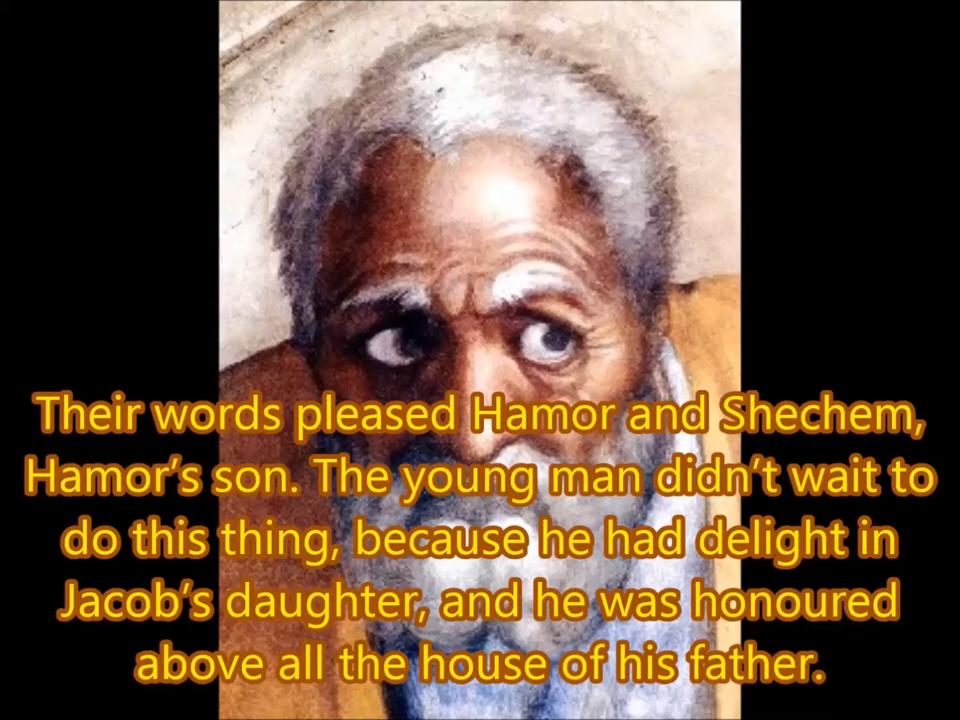 Their words pleased Hamor and Shechem,
Hamor’s son. The young man didn’t wait to
do this thing, because he had delight in
Jacob’s daughter, and he was honoured
above all the house of his father.